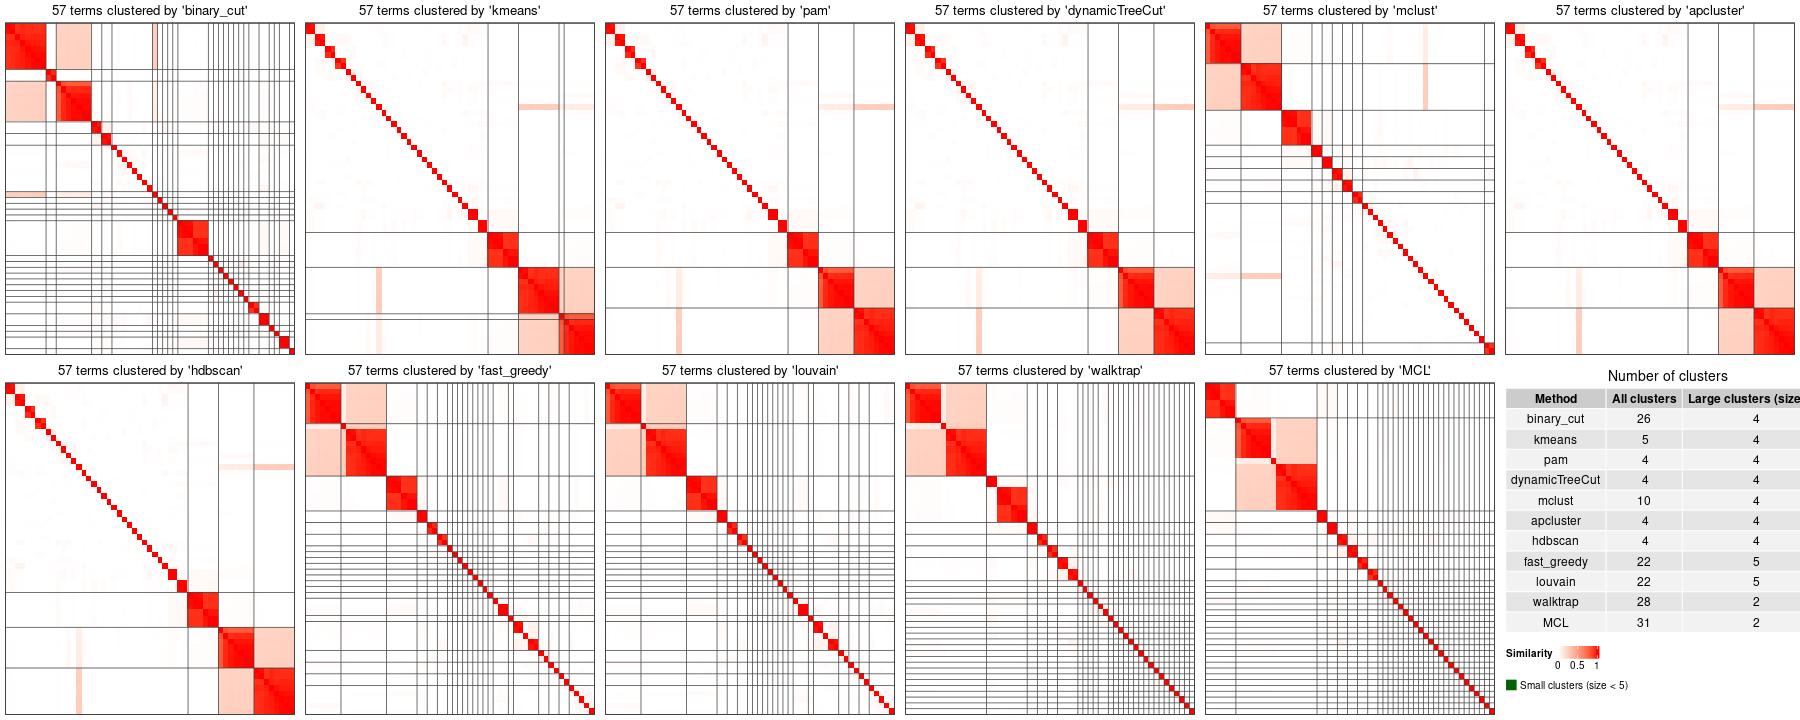 57 terms clustered by 'binary_cut'
57 terms clustered by 'kmeans'
57 terms clustered by 'pam'
57 terms clustered by 'dynamicTreeCut'
57 terms clustered by 'mclust'
57 terms clustered by 'apcluster'
57 terms clustered by 'hdbscan'
57 terms clustered by 'fast_greedy'
57 terms clustered by 'louvain'
57 terms clustered by 'walktrap'
57 terms clustered by 'MCL'
Number of clusters
Method All clusters Large clusters (size
binary_cut 26 4
kmeans 5 4
pam 4 4
dynamicTreeCut 4 4
mclust 10 4
apcluster 4 4
hdbscan 4 4
fast_greedy 22 5
louvain 22 5
walktrap 28 2
MCL 31 2
Similarity
0 0.5 1
Small clusters (size < 5)